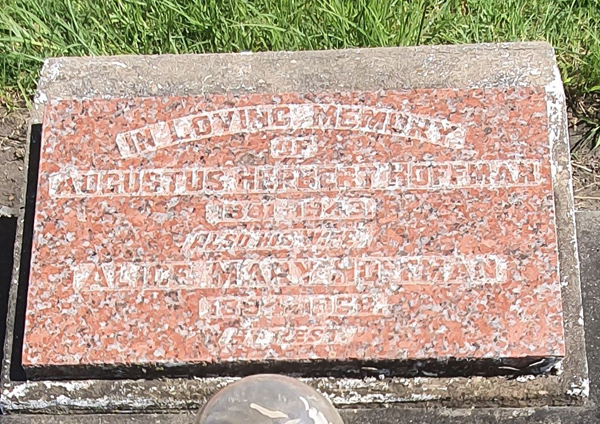 IN LOVING MEMORY
OF
AUGUSTUS HERBERT HOFFMAN
ALSO HIS WIFE
ALICE MARY HOFFMAN
AT REST